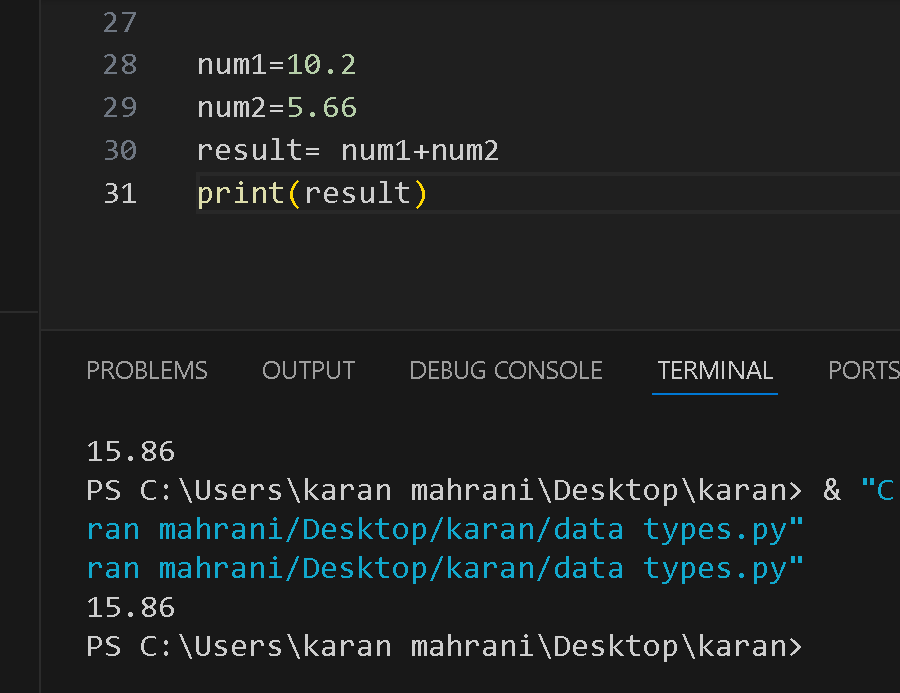 27
28 num1=10.2
29 num2=5.66
30 result= num1+num2
31 print(result)
PROBLEMS OUTPUT DEBUG CONSOLE TERMINAL PORTS
15.86
PS C:\Users\karan mahrani\Desktop\karan> & "C
ran mahrani/Desktop/karan/data types.py"
ran mahrani/Desktop/karan/data types.py"
15.86
PS C:\Users\karan mahrani\Desktop\karan>